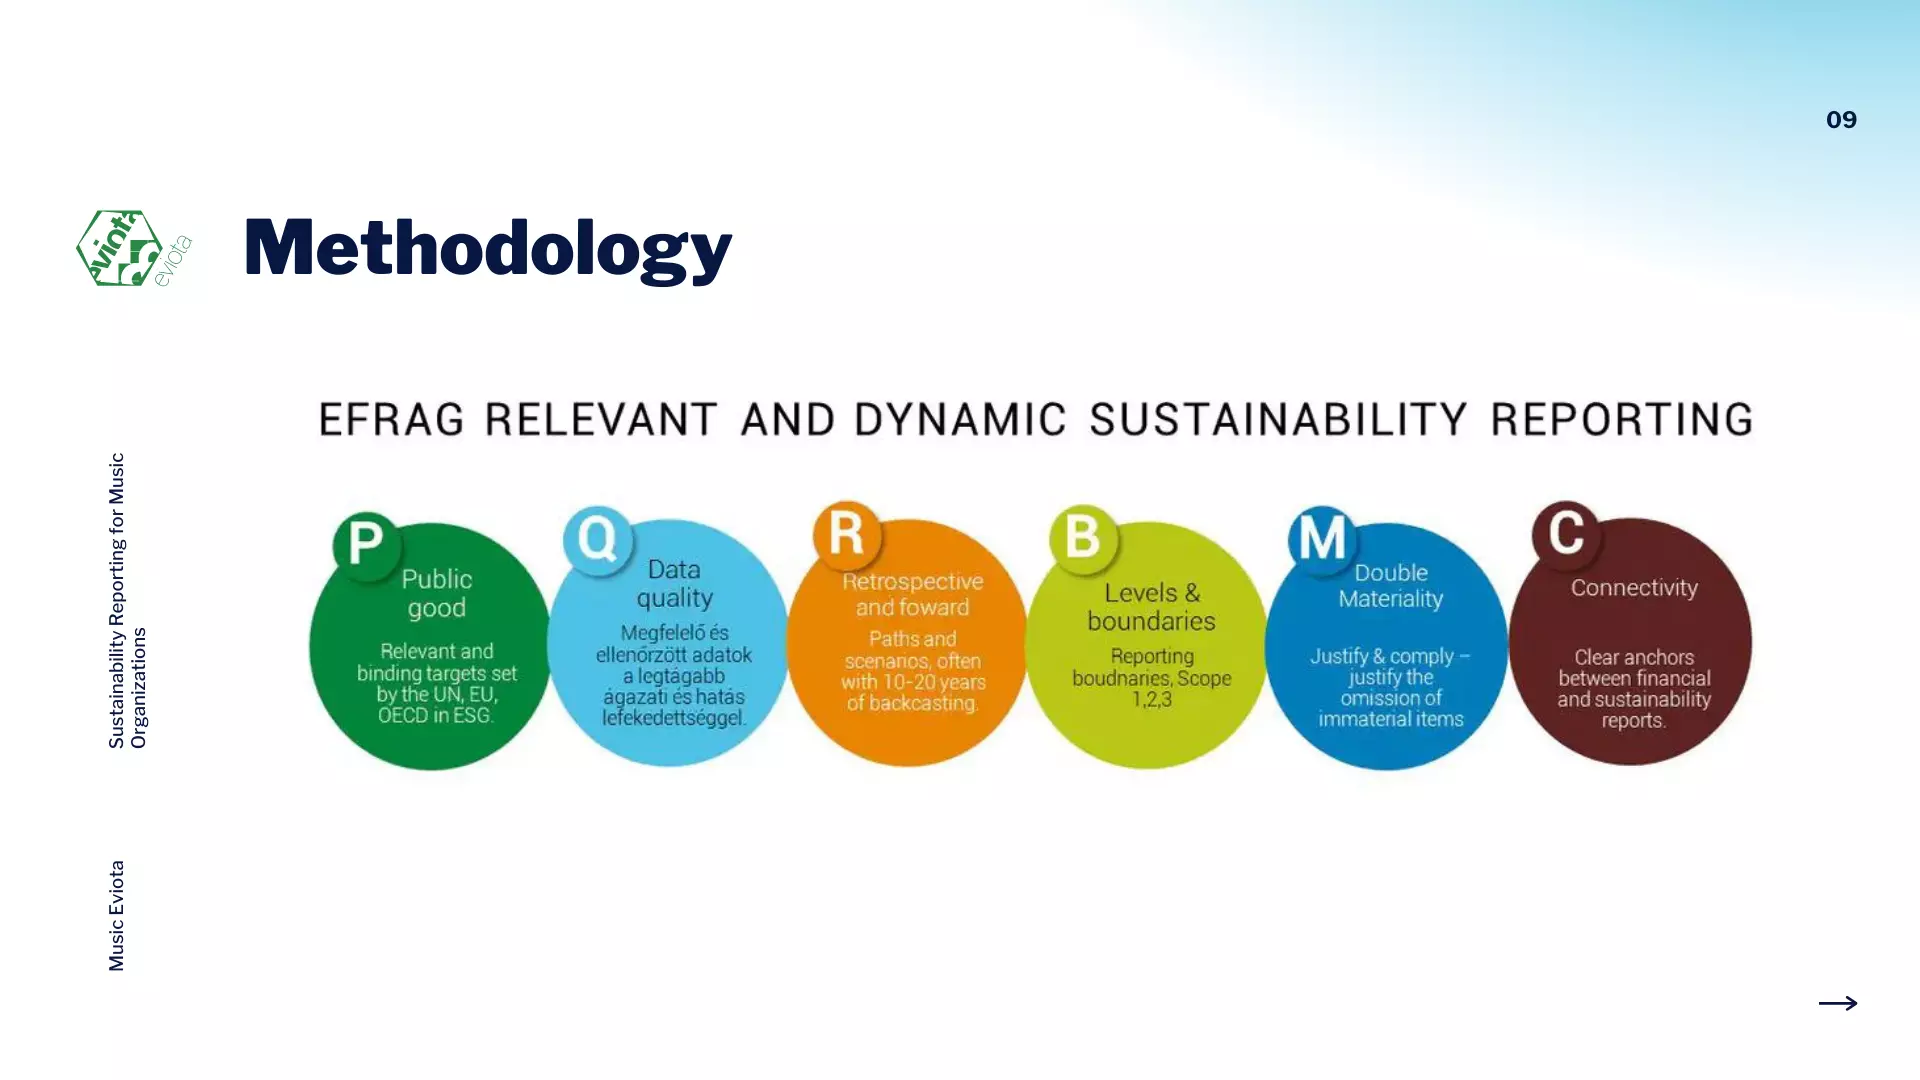 09
eviota
eviota
Methodology
EFRAG RELEVANT AND DYNAMIC SUSTAINABILITY REPORTING
P
Public
good
Relevant and
binding targets set
by the UN, EU,
OECD in ESG.
Q
Data
quality
Megfelelő és
ellenőrzött adatok
a legtágabb
ágazati és hatás
lefekedettséggel.
R
Retrospective
and foward
Paths and
scenarios, often
with 10-20 years
of backcasting.
B
Levels &
boundaries
Reporting
boudnaries, Scope
1,2,3
M
Double
Materiality
Justify & comply –
justify the
omission of
immaterial items
C
Connectivity
Clear anchors
between financial
and sustainability
reports.
Sustainability Reporting for Music
Organizations
Music Eviota